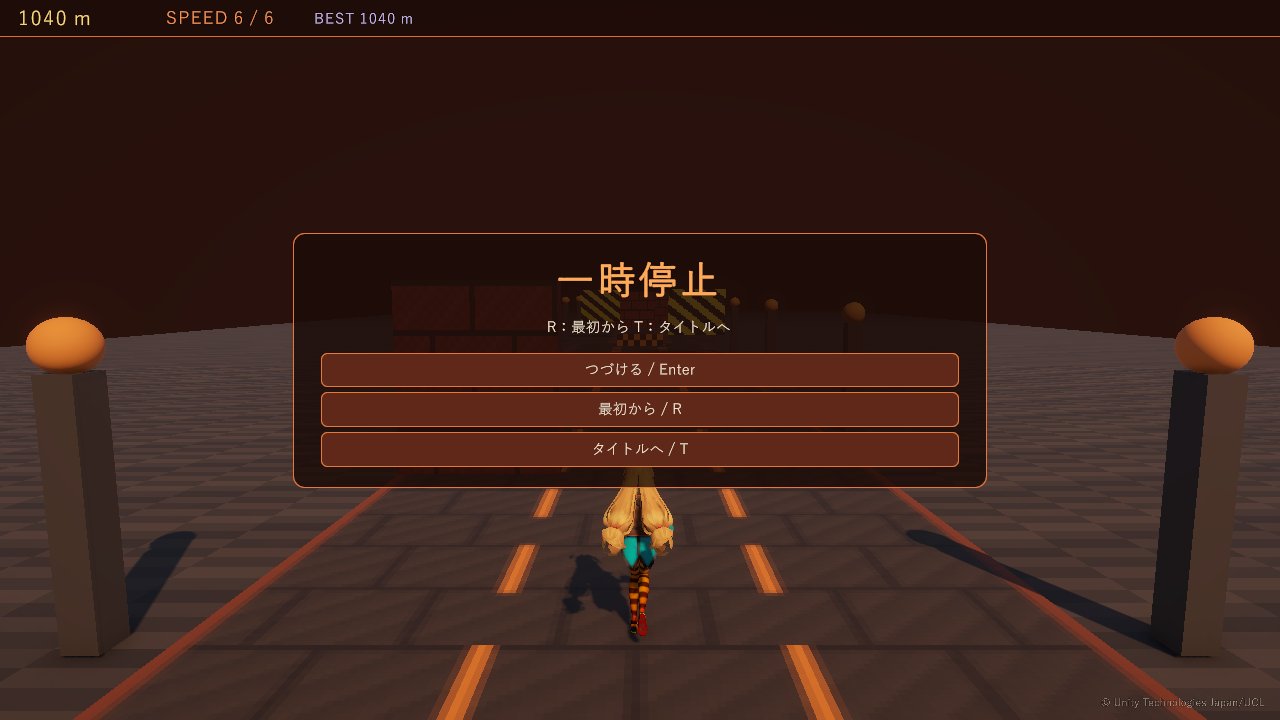 1040 m SPEED 6 / 6 BEST 1040 m
一時停止
R：最初から T：タイトルへ
つづける / Enter
最初から / R
タイトルへ / T
© Unity Technologies Japan/UCL